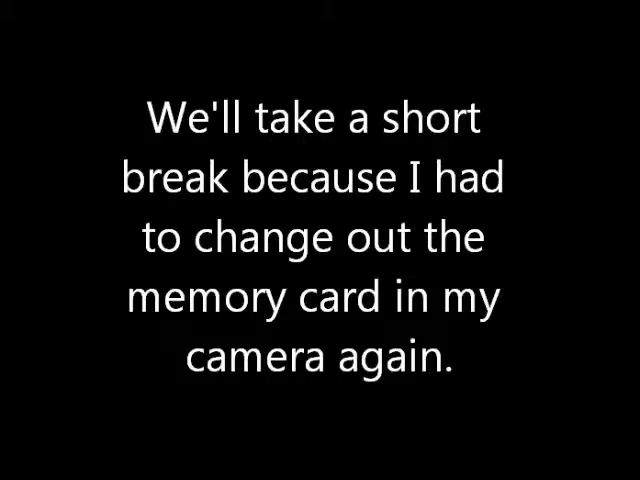 We'll take a short
break because I had
to change out the
memory card in my
camera again.